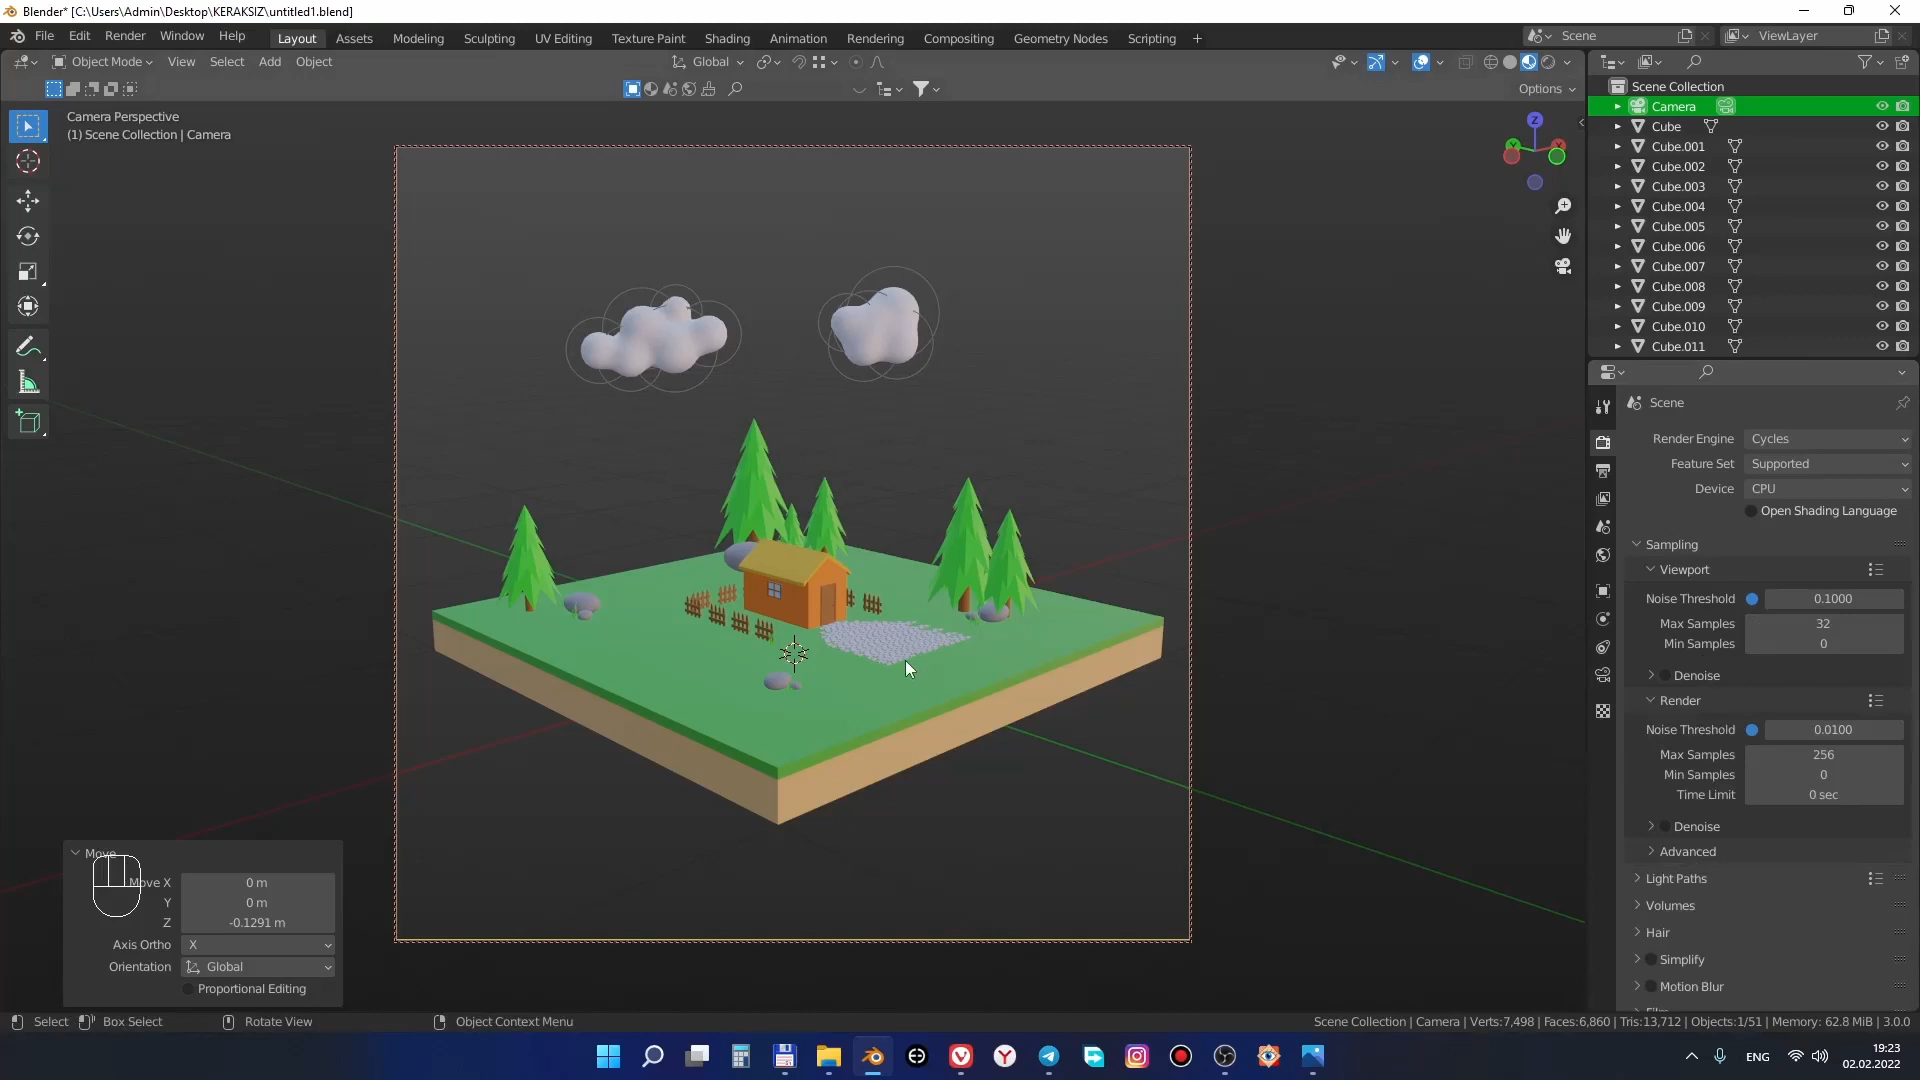 Blender* [C:\Users\Admin\Desktop\KERAKSIZ\untitled1.blend]
File Edit Render Window Help Layout Assets Modeling Sculpting UV Editing Texture Paint Shading Animation Rendering Compositing Geometry Nodes Scripting + Scene ViewLayer
Object Mode View Select Add Object Global
Options
Camera Perspective
(1) Scene Collection | Camera
Z
Scene Collection
Camera
Cube
Cube.001
Cube.002
Cube.003
Cube.004
Cube.005
Cube.006
Cube.007
Cube.008
Cube.009
Cube.010
Cube.011
Scene
Render Engine Cycles
Feature Set Supported
Device CPU
Open Shading Language
Sampling
Viewport
Noise Threshold 0.1000
Max Samples 32
Min Samples 0
Denoise
Render
Noise Threshold 0.0100
Max Samples 256
Min Samples 0
Time Limit 0 sec
Denoise
Advanced
Light Paths
Volumes
Hair
Simplify
Motion Blur
Move
Move X 0 m
Y 0 m
Z -0.1291 m
Axis Ortho X
Orientation Global
Proportional Editing
Select Box Select Rotate View Object Context Menu
Scene Collection | Camera | Verts:7,498 | Faces:6,860 | Tris:13,712 | Objects:1/51 | Memory: 62.8 MiB | 3.0.0
ENG
19:23
02.02.2022